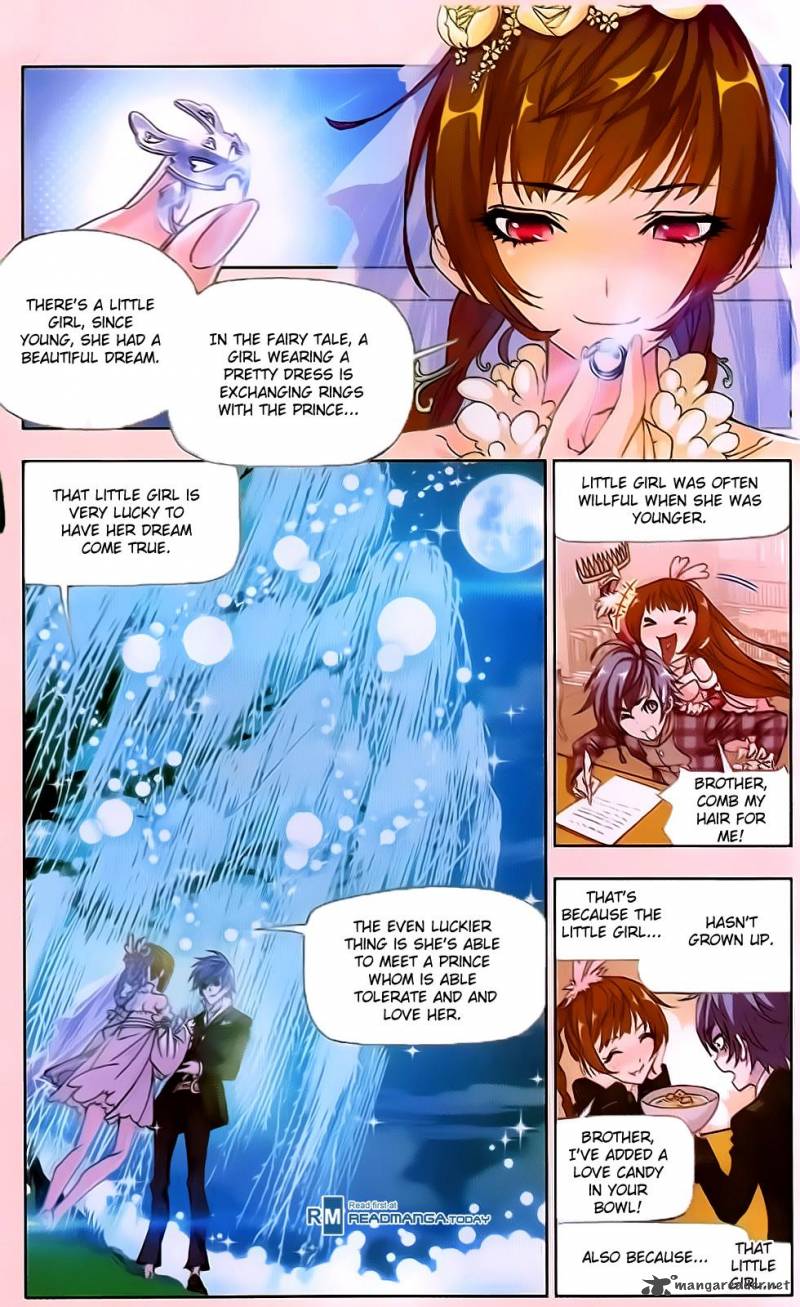 THERE'S A LITTLE
GIRL, SINCE
YOUNG, SHE HAD A
BEAUTIFUL DREAM.
IN THE FAIRY TALE, A
GIRL WEARING A
PRETTY DRESS IS
EXCHANGING RINGS
WITH THE PRINCE...
THAT LITTLE GIRL IS
VERY LUCKY TO
HAVE HER DREAM
COME TRUE.
THE EVEN LUCKIER
THING IS SHE'S ABLE
TO MEET A PRINCE
WHOM IS ABLE
TOLERATE AND AND
LOVE HER.
LITTLE GIRL WAS OFTEN
WILLFUL WHEN SHE WAS
YOUNGER.
BROTHER,
COMB MY
HAIR FOR
ME!
THAT'S
BECAUSE THE
LITTLE GIRL...
HASN'T
GROWN UP.
BROTHER,
I'VE ADDED A
LOVE CANDY
IN YOUR
BOWL!
ALSO BECAUSE...
THAT
LITTLE
GIRL...
RM Read first at
READMANGA.TODAY
mangareader.net